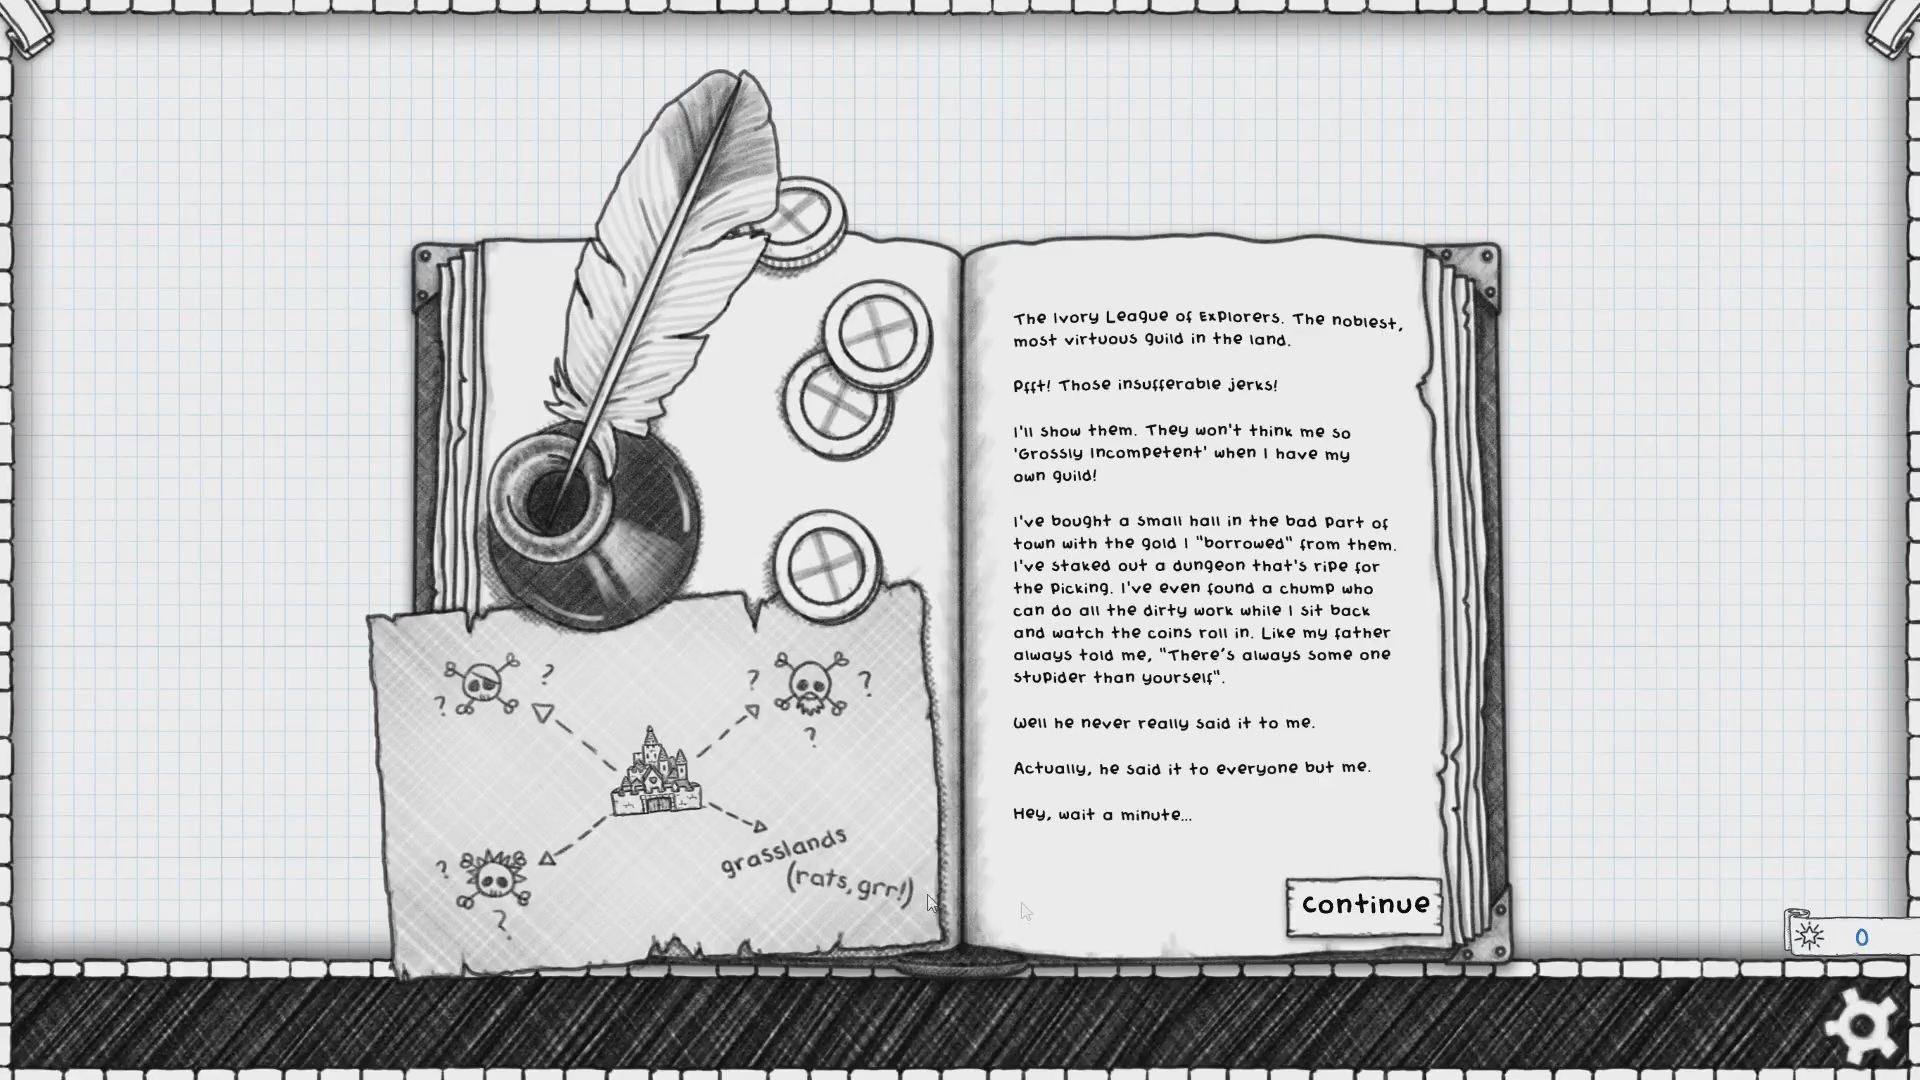 The Ivory League of Explorers. The noblest,
most virtuous guild in the land.
Pfft! Those insufferable jerks!
I'll show them. They won't think me so
'Grossly Incompetent' when I have my
own guild!
I've bought a small hall in the bad part of
town with the gold I "borrowed" from them.
I've staked out a dungeon that's ripe for
the picking. I've even found a chump who
can do all the dirty work while I sit back
and watch the coins roll in. Like my father
always told me, "There's always some one
stupider than yourself".
Well he never really said it to me.
Actually, he said it to everyone but me.
Hey, wait a minute...
continue
? ?
? ?
?
grasslands
(rats, grr!)
?
?
0